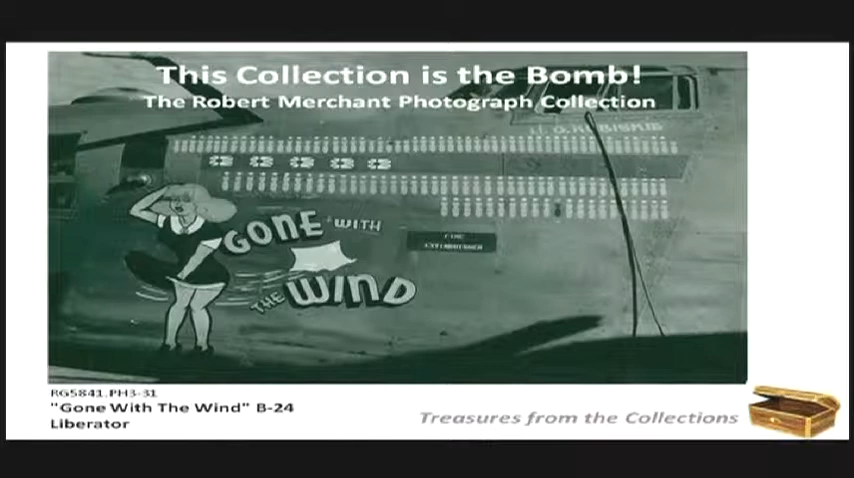 This Collection is the Bomb!
The Robert Merchant Photograph Collection
GONE WITH
THE WIND
RG5841.PH3-31
"Gone With The Wind" B-24
Liberator
Treasures from the Collections